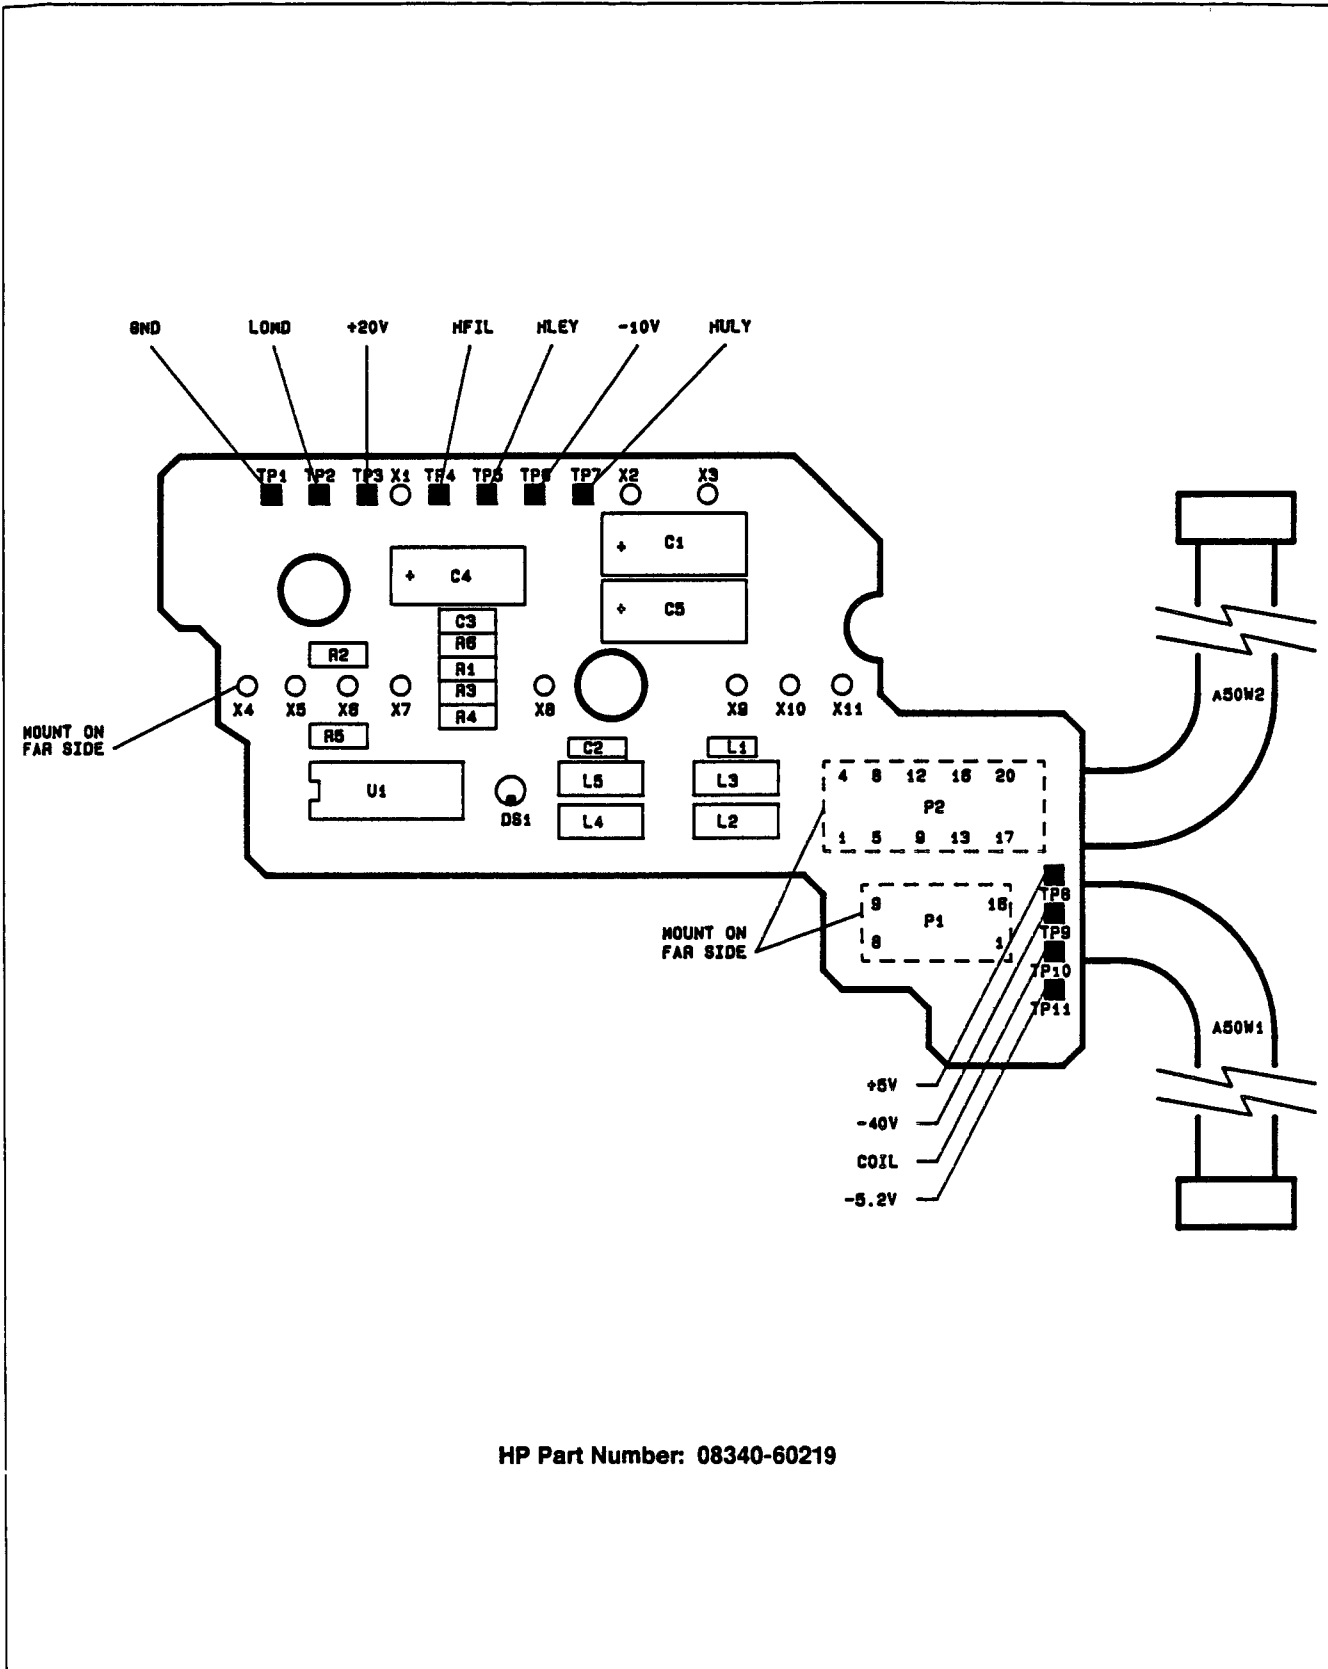 GND LOMD +20V HFIL HLEY -10V HULY
TP1 TP2 TP3 X1 TP4 TP5 TP6 TP7 X2 X3
+ C1
+ C4
+ C5
C3
R6
R2
R1
R3
X4 X5 X6 X7 R4 X8 X9 X10 X11
A50W2
MOUNT ON
FAR SIDE
R5
C2 L1
U1
L5 L3
DS1
L4 L2
4 8 12 16 20
P2
1 5 9 13 17
TP8
9 16
P1
8 1
TP9
MOUNT ON
FAR SIDE
TP10
TP11
A50W1
+5V
-40V
COIL
-5.2V
HP Part Number: 08340-60219